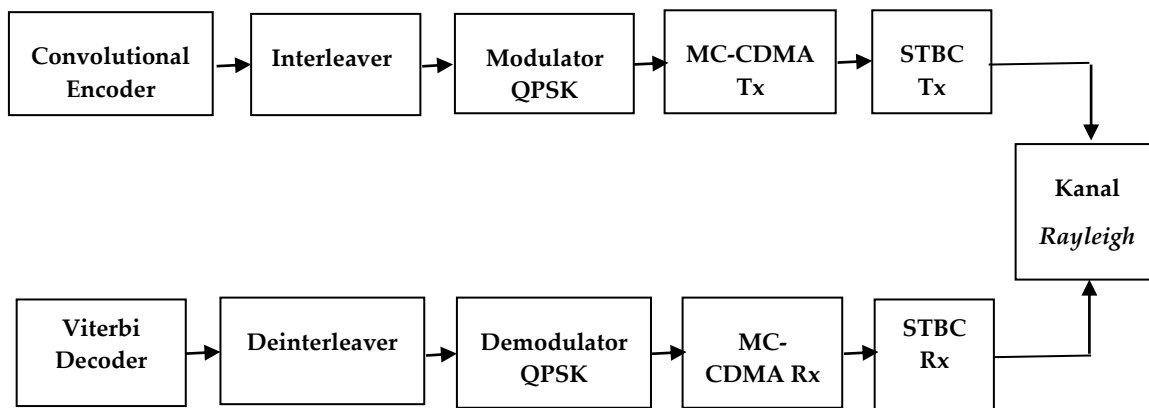 Convolutional
Encoder
Interleaver
Modulator
QPSK
MC-CDMA
Tx
STBC
Tx
Kanal
Rayleigh
Viterbi
Decoder
Deinterleaver
Demodulator
QPSK
MC-
CDMA Rx
STBC
Rx